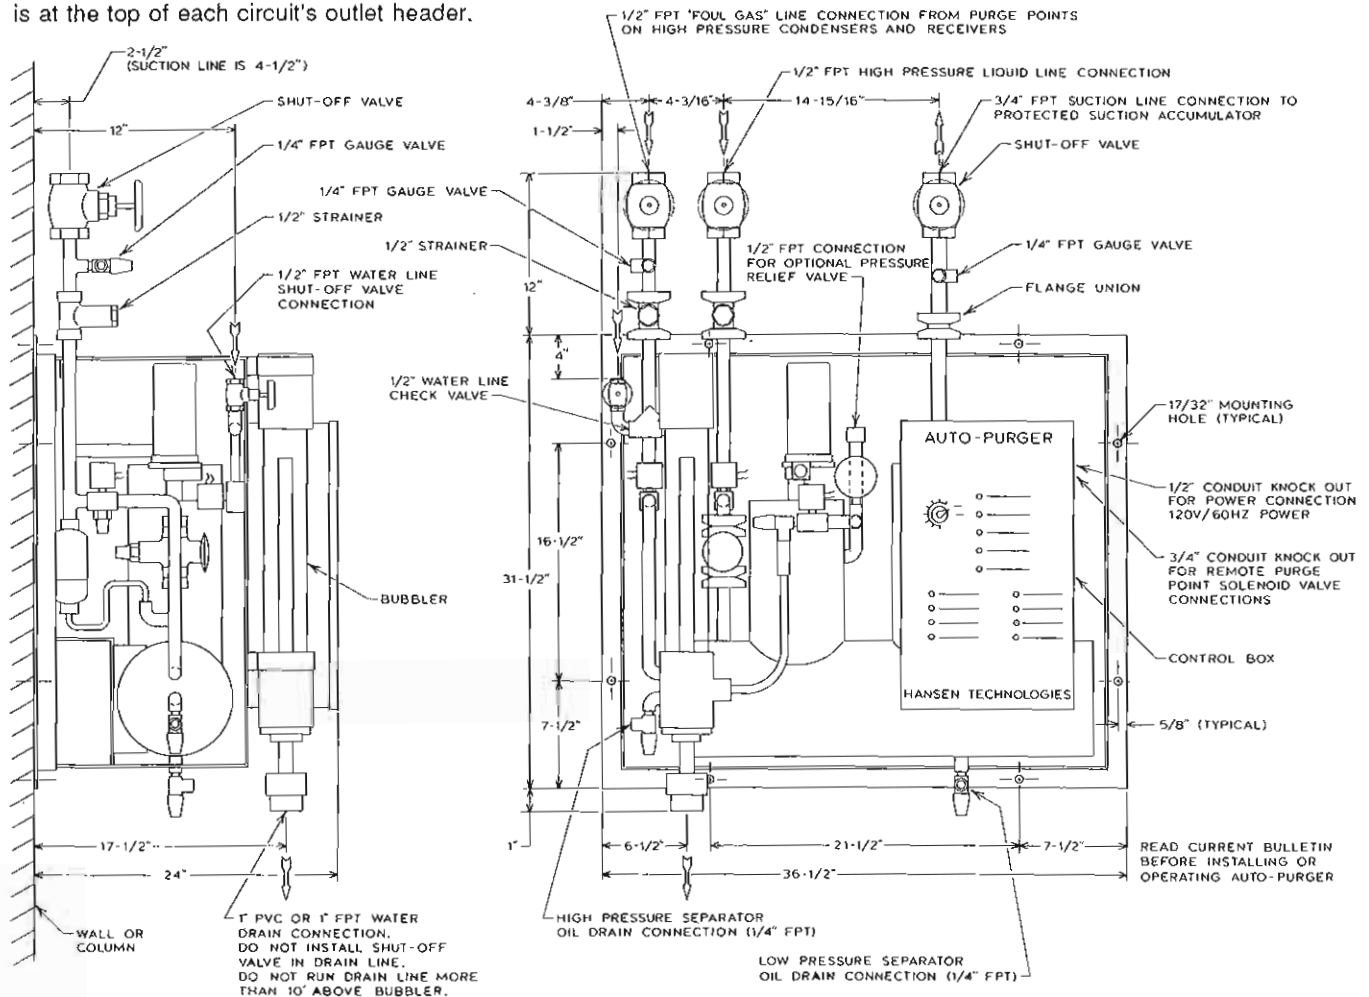 is at the top of each circuit's outlet header.
2-1/2"
(SUCTION LINE IS 4-1/2")
SHUT-OFF VALVE
12"
1/4" FPT GAUGE VALVE
1/2" STRAINER
1/2" FPT WATER LINE
SHUT-OFF VALVE
CONNECTION
BUBBLER
17-1/2"
24"
WALL OR
COLUMN
1" PVC OR 1" FPT WATER
DRAIN CONNECTION.
DO NOT INSTALL SHUT-OFF
VALVE IN DRAIN LINE.
DO NOT RUN DRAIN LINE MORE
THAN 10' ABOVE BUBBLER.
1/2" FPT "FOUL GAS" LINE CONNECTION FROM PURGE POINTS
ON HIGH PRESSURE CONDENSERS AND RECEIVERS
1/2" FPT HIGH PRESSURE LIQUID LINE CONNECTION
4-3/8"
4-3/16"
14-15/16"
3/4" FPT SUCTION LINE CONNECTION TO
PROTECTED SUCTION ACCUMULATOR
1-1/2"
SHUT-OFF VALVE
1/4" FPT GAUGE VALVE
1/2" STRAINER
1/2" FPT CONNECTION
FOR OPTIONAL PRESSURE
RELIEF VALVE
1/4" FPT GAUGE VALVE
12"
FLANGE UNION
4"
1/2" WATER LINE
CHECK VALVE
17/32" MOUNTING
HOLE (TYPICAL)
AUTO-PURGER
1/2" CONDUIT KNOCK OUT
FOR POWER CONNECTION
120V/60HZ POWER
16-1/2"
31-1/2"
3/4" CONDUIT KNOCK OUT
FOR REMOTE PURGE
POINT SOLENOID VALVE
CONNECTIONS
CONTROL BOX
HANSEN TECHNOLOGIES
7-1/2"
5/8" (TYPICAL)
1"
6-1/2"
21-1/2"
7-1/2"
36-1/2"
READ CURRENT BULLETIN
BEFORE INSTALLING OR
OPERATING AUTO-PURGER
HIGH PRESSURE SEPARATOR
OIL DRAIN CONNECTION (1/4" FPT)
LOW PRESSURE SEPARATOR
OIL DRAIN CONNECTION (1/4" FPT)